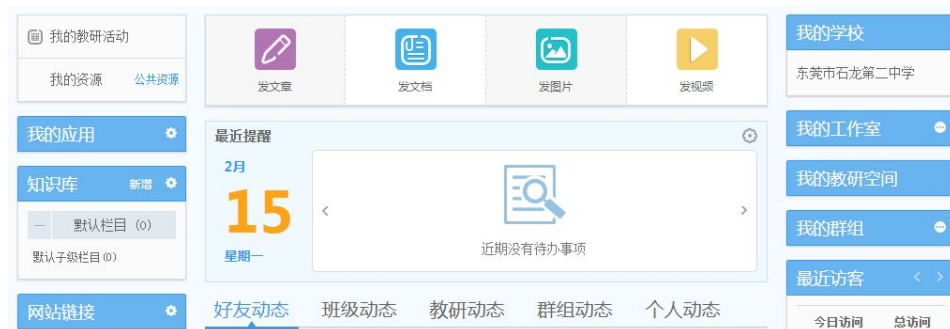 我的教研活动
我的资源 公共资源
我的应用
知识库 新增
默认栏目 (0)
默认子级栏目(0)
网站链接
发文章 发文档 发图片 发视频
最近提醒
2月
15
星期一
近期没有待办事项
好友动态 班级动态 教研动态 群组动态 个人动态
我的学校
东莞市石龙第二中学
我的工作室
我的教研空间
我的群组
最近访客
今日访问 总访问